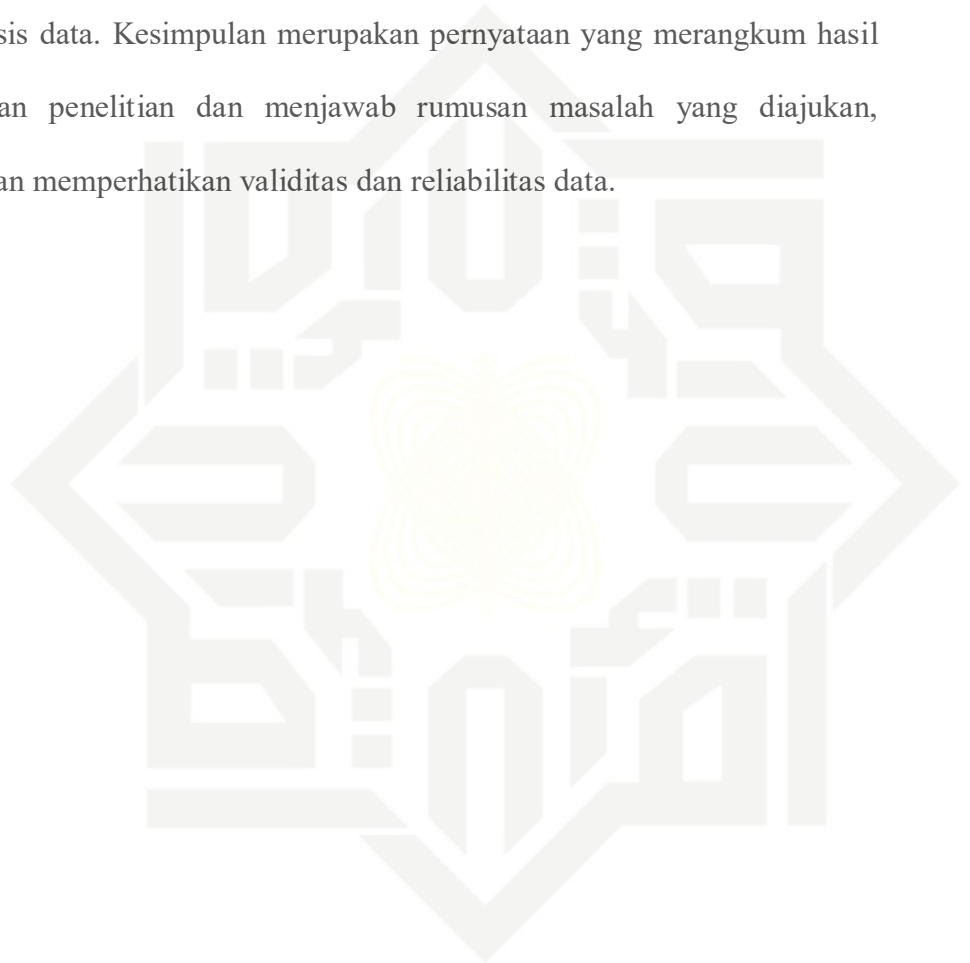 sis data. Kesimpulan merupakan pernyataan yang merangkum hasil
an penelitian dan menjawab rumusan masalah yang diajukan,
an memperhatikan validitas dan reliabilitas data.